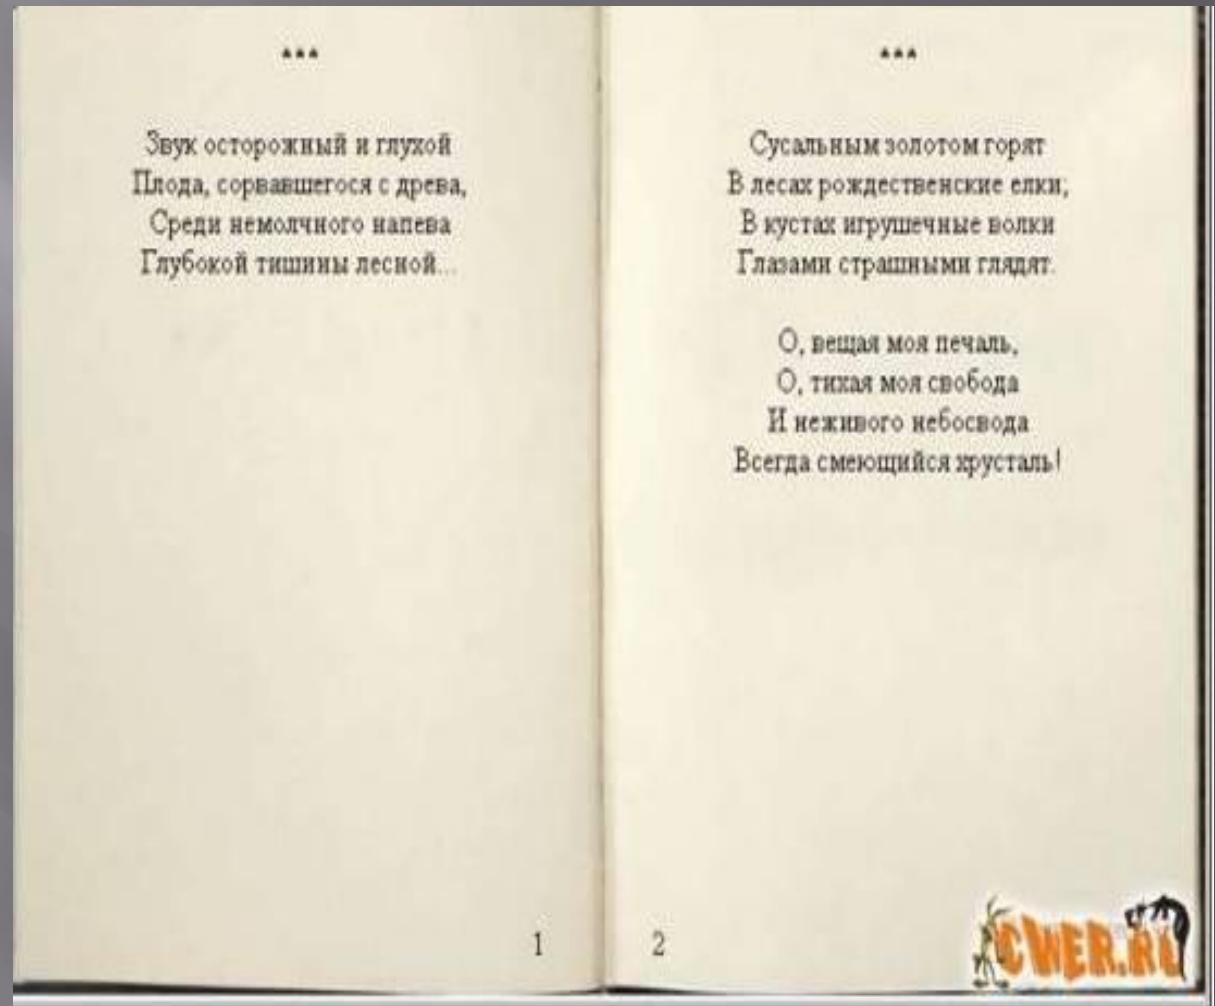 ***
Звук осторожный и глухой
Плода, сорвавшегося с древа,
Среди немолчного напева
Глубокой тишины лесной...
1
***
Сусальным золотом горят
В лесах рождественские елки;
В кустах игрушечные волки
Глазами страшными глядят.
О, вещая моя печаль,
О, тихая моя свобода
И неживого небосвода
Всегда смеющийся хрусталь!
2
CWER.RU